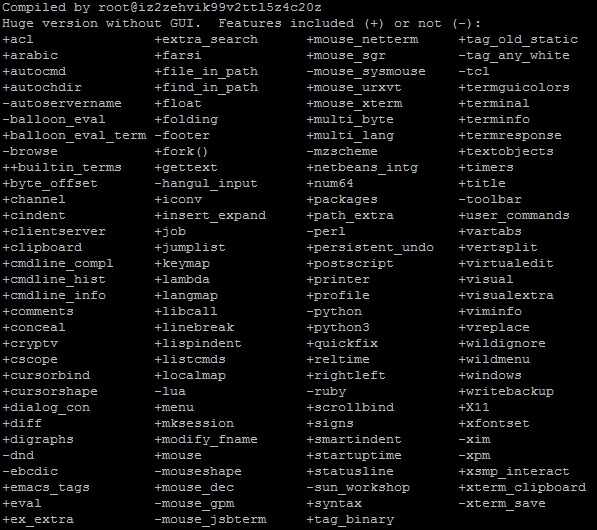 Compiled by root@iz2zehvik99v2ttl5z4c20z
Huge version without GUI.  Features included (+) or not (-):
+acl               +extra_search      +mouse_netterm     +tag_old_static
+arabic            +farsi             +mouse_sgr         -tag_any_white
+autocmd           +file_in_path      -mouse_sysmouse    -tcl
+autochdir         +find_in_path      +mouse_urxvt       +termguicolors
-autoservername    +float             +mouse_xterm       +terminal
-balloon_eval      +folding           +multi_byte        +terminfo
+balloon_eval_term -footer            +multi_lang        +termresponse
-browse            +fork()            -mzscheme          +textobjects
++builtin_terms    +gettext           +netbeans_intg     +timers
+byte_offset       -hangul_input      +num64             +title
+channel           +iconv             +packages          -toolbar
+cindent           +insert_expand     +path_extra        +user_commands
+clientserver      +job               -perl              +vartabs
+clipboard         +jumplist          +persistent_undo   +vertsplit
+cmdline_compl     +keymap            +postscript        +virtualedit
+cmdline_hist      +lambda            +printer           +visual
+cmdline_info      +langmap           +profile           +visualextra
+comments          +libcall           -python            +viminfo
+conceal           +linebreak         +python3           +vreplace
+cryptv            +lispindent        +quickfix          +wildignore
+cscope            +listcmds          +reltime           +wildmenu
+cursorbind        +localmap          +rightleft         +windows
+cursorshape       -lua               -ruby              +writebackup
+dialog_con        +menu              +scrollbind        +X11
+diff              +mksession         +signs             +xfontset
+digraphs          +modify_fname      +smartindent       -xim
-dnd               +mouse             +startuptime       -xpm
-ebcdic            -mouseshape        +statusline        +xsmp_interact
+emacs_tags        +mouse_dec         -sun_workshop      +xterm_clipboard
+eval              -mouse_gpm         +syntax            -xterm_save
+ex_extra          -mouse_jsbterm     +tag_binary